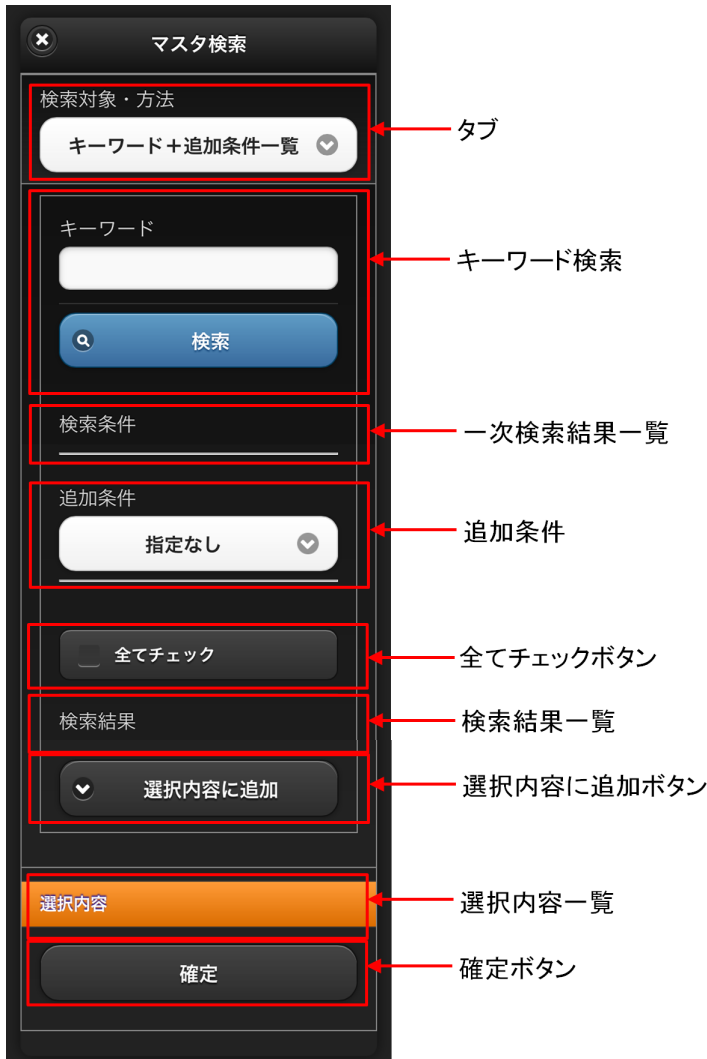 マスタ検索
検索対象・方法
キーワード+追加条件一覧
タブ
キーワード
キーワード検索
検索
検索条件
一次検索結果一覧
追加条件
指定なし
追加条件
全てチェック
全てチェックボタン
検索結果
検索結果一覧
選択内容に追加
選択内容に追加ボタン
選択内容
選択内容一覧
確定
確定ボタン